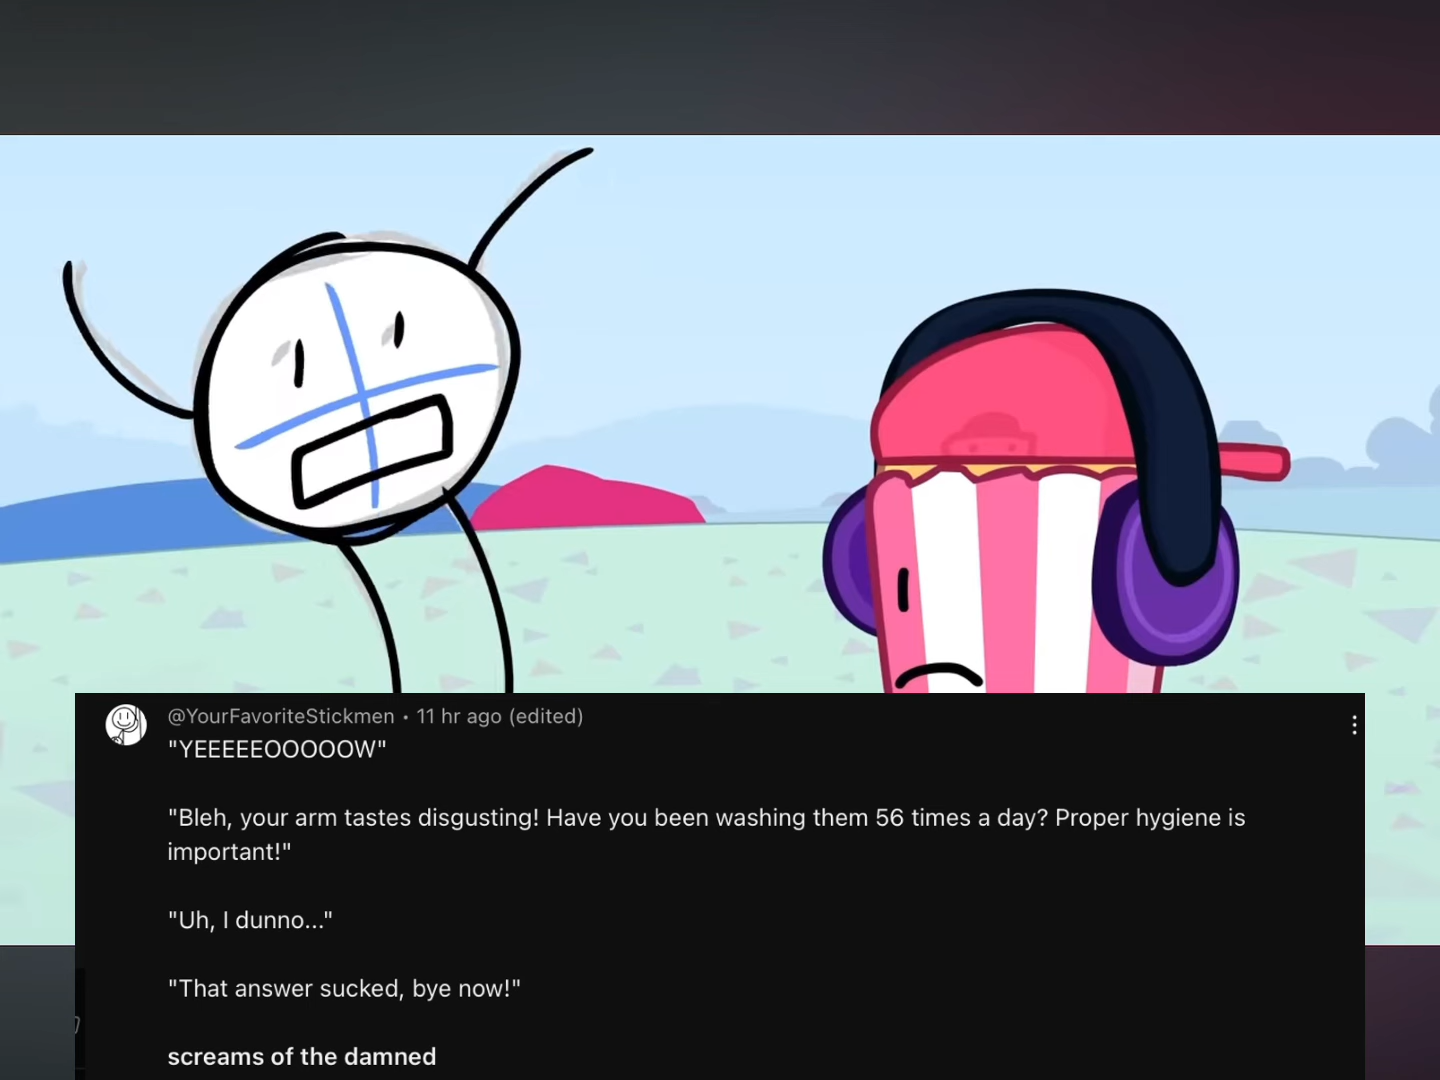 @YourFavoriteStickmen • 11 hr ago (edited)
"YEEEEEOOOOOW"
"Bleh, your arm tastes disgusting! Have you been washing them 56 times a day? Proper hygiene is
important!"
"Uh, I dunno..."
"That answer sucked, bye now!"
screams of the damned